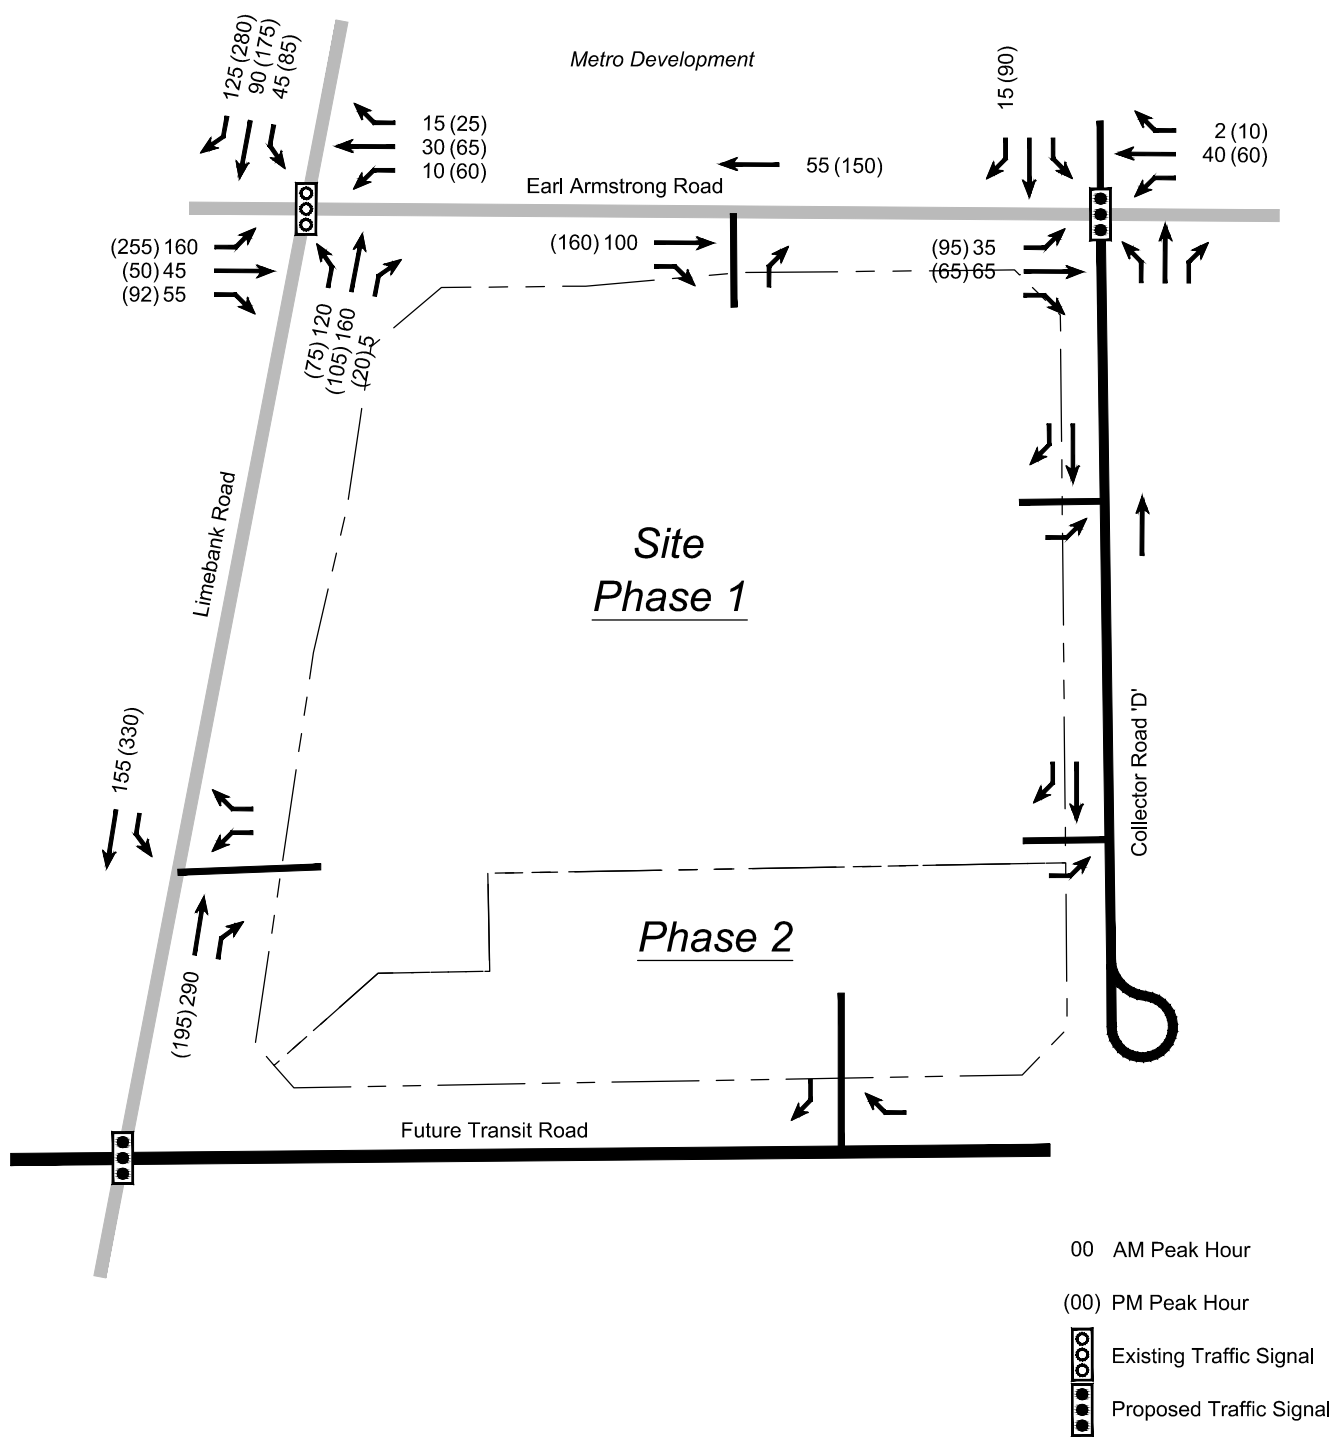 Metro Development
125 (280)
90 (175)
45 (85)
15 (90)
15 (25)
30 (65)
10 (60)
2 (10)
40 (60)
55 (150)
Earl Armstrong Road
(255) 160
(50) 45
(92) 55
(160) 100
(95) 35
(65) 65
(75) 120
(105) 160
(20) 5
Limebank Road
Site
Phase 1
155 (330)
Collector Road 'D'
Phase 2
(195) 290
Future Transit Road
00 AM Peak Hour
(00) PM Peak Hour
Existing Traffic Signal
Proposed Traffic Signal